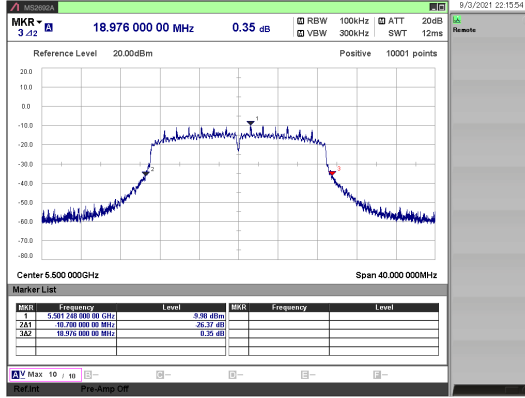 MS2692A
9/3/2021 22:15:54
MKR
3 Δ2 A
18.976 000 00 MHz
0.35 dB
A RBW 100kHz
A ATT 20dB
A VBW 300kHz
SWT 12ms
Remote
Reference Level 20.00dBm
Positive 10001 points
20.0
10.0
0.0
-10.0
-20.0
-30.0
-40.0
-50.0
-60.0
-70.0
-80.0
1
2
3
Center 5.500 000GHz
Span 40.000 000MHz
Marker List
MKR Frequency Level MKR Frequency Level
1 5.501 248 000 00 GHz -9.98 dBm
2Δ1 -10.700 000 00 MHz -26.37 dB
3Δ2 18.976 000 00 MHz 0.35 dB
A V Max 10 / 10
Ref.Int Pre-Amp Off